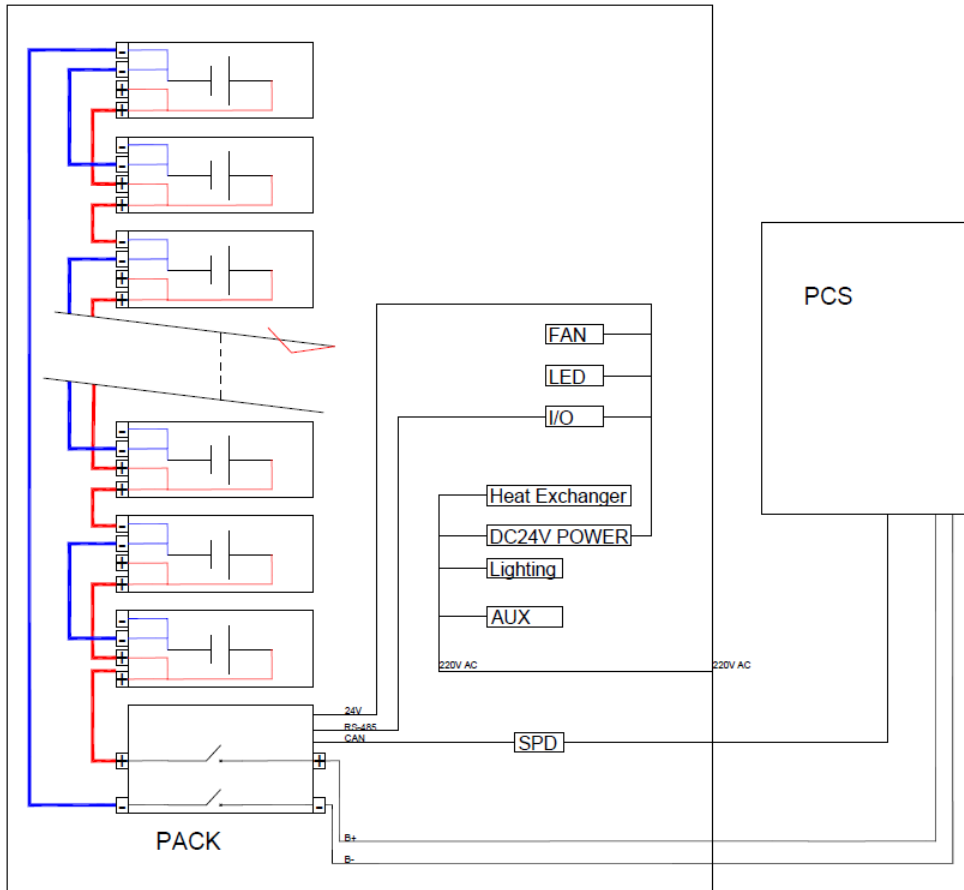 -
-
+
+
-
-
+
+
-
-
+
+
PCS
FAN
LED
I/O
-
-
+
+
Heat Exchanger
DC24V POWER
Lighting
-
-
+
+
AUX
-
-
+
+
220V AC
220V AC
24V
RS-485
CAN
SPD
+
+
-
-
PACK
B+
B-